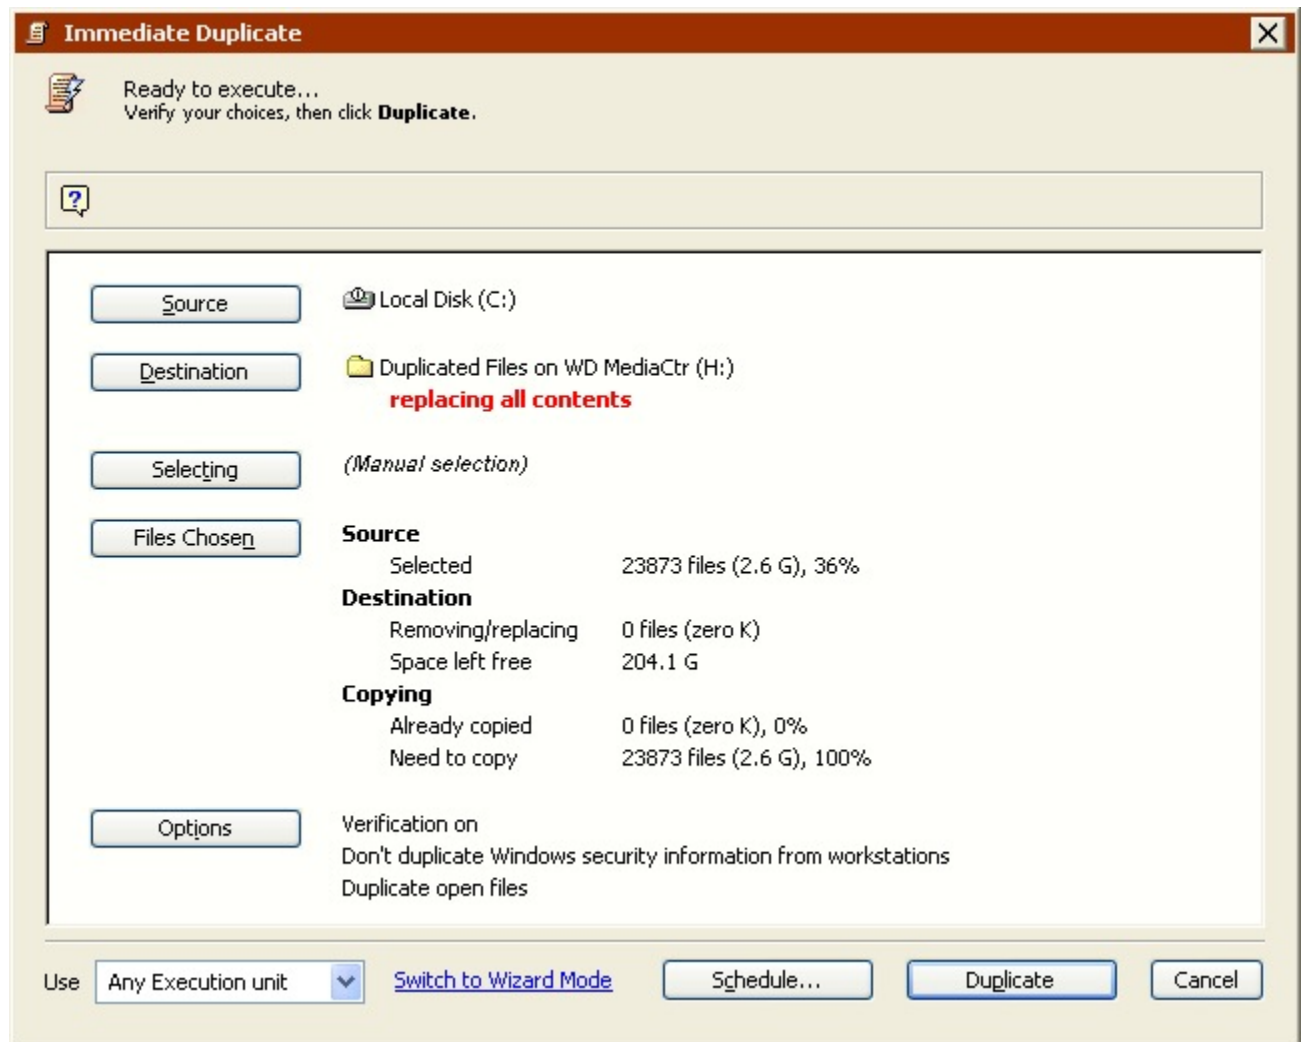 Immediate Duplicate
Ready to execute...
Verify your choices, then click Duplicate.
Source Local Disk (C:)
Destination Duplicated Files on WD MediaCtr (H:)
replacing all contents
Selecting (Manual selection)
Files Chosen Source
Selected 23873 files (2.6 G), 36%
Destination
Removing/replacing 0 files (zero K)
Space left free 204.1 G
Copying
Already copied 0 files (zero K), 0%
Need to copy 23873 files (2.6 G), 100%
Options Verification on
Don't duplicate Windows security information from workstations
Duplicate open files
Use Any Execution unit Switch to Wizard Mode Schedule... Duplicate Cancel